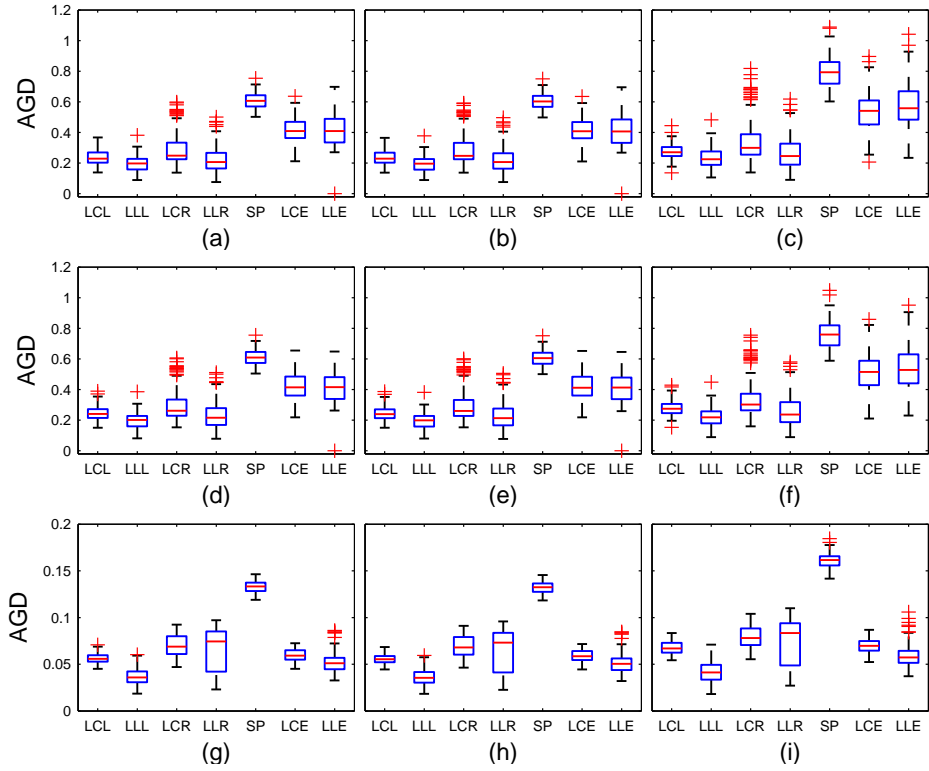 1.2
1
0.8
0.6
0.4
0.2
0
AGD
LCL LLL LCR LLR SP LCE LLE
(a)
LCL LLL LCR LLR SP LCE LLE
(b)
LCL LLL LCR LLR SP LCE LLE
(c)
1.2
1
0.8
0.6
0.4
0.2
0
AGD
LCL LLL LCR LLR SP LCE LLE
(d)
LCL LLL LCR LLR SP LCE LLE
(e)
LCL LLL LCR LLR SP LCE LLE
(f)
0.2
0.15
0.1
0.05
0
AGD
LCL LLL LCR LLR SP LCE LLE
(g)
LCL LLL LCR LLR SP LCE LLE
(h)
LCL LLL LCR LLR SP LCE LLE
(i)